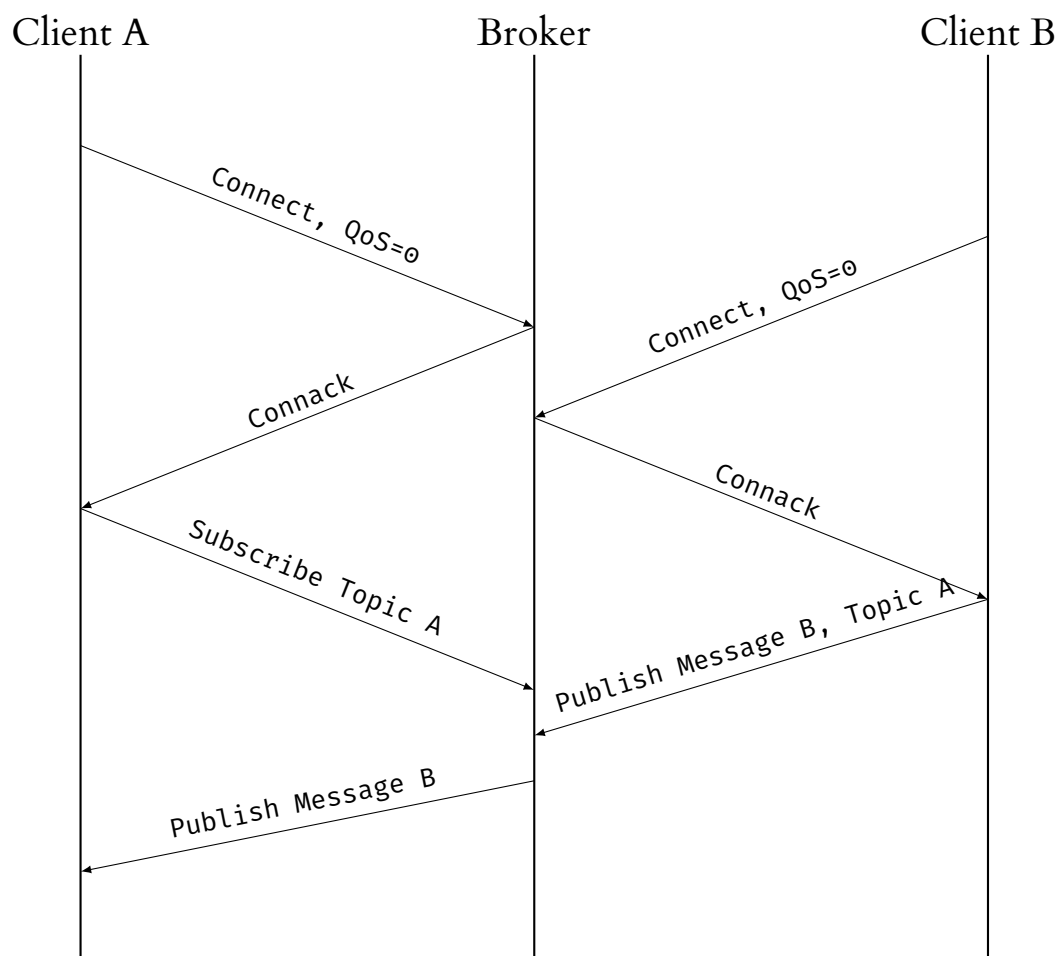 Client A
Broker
Client B
Connect, QoS=0
Connect, QoS=0
Connack
Connack
Subscribe Topic A
Publish Message B, Topic A
Publish Message B